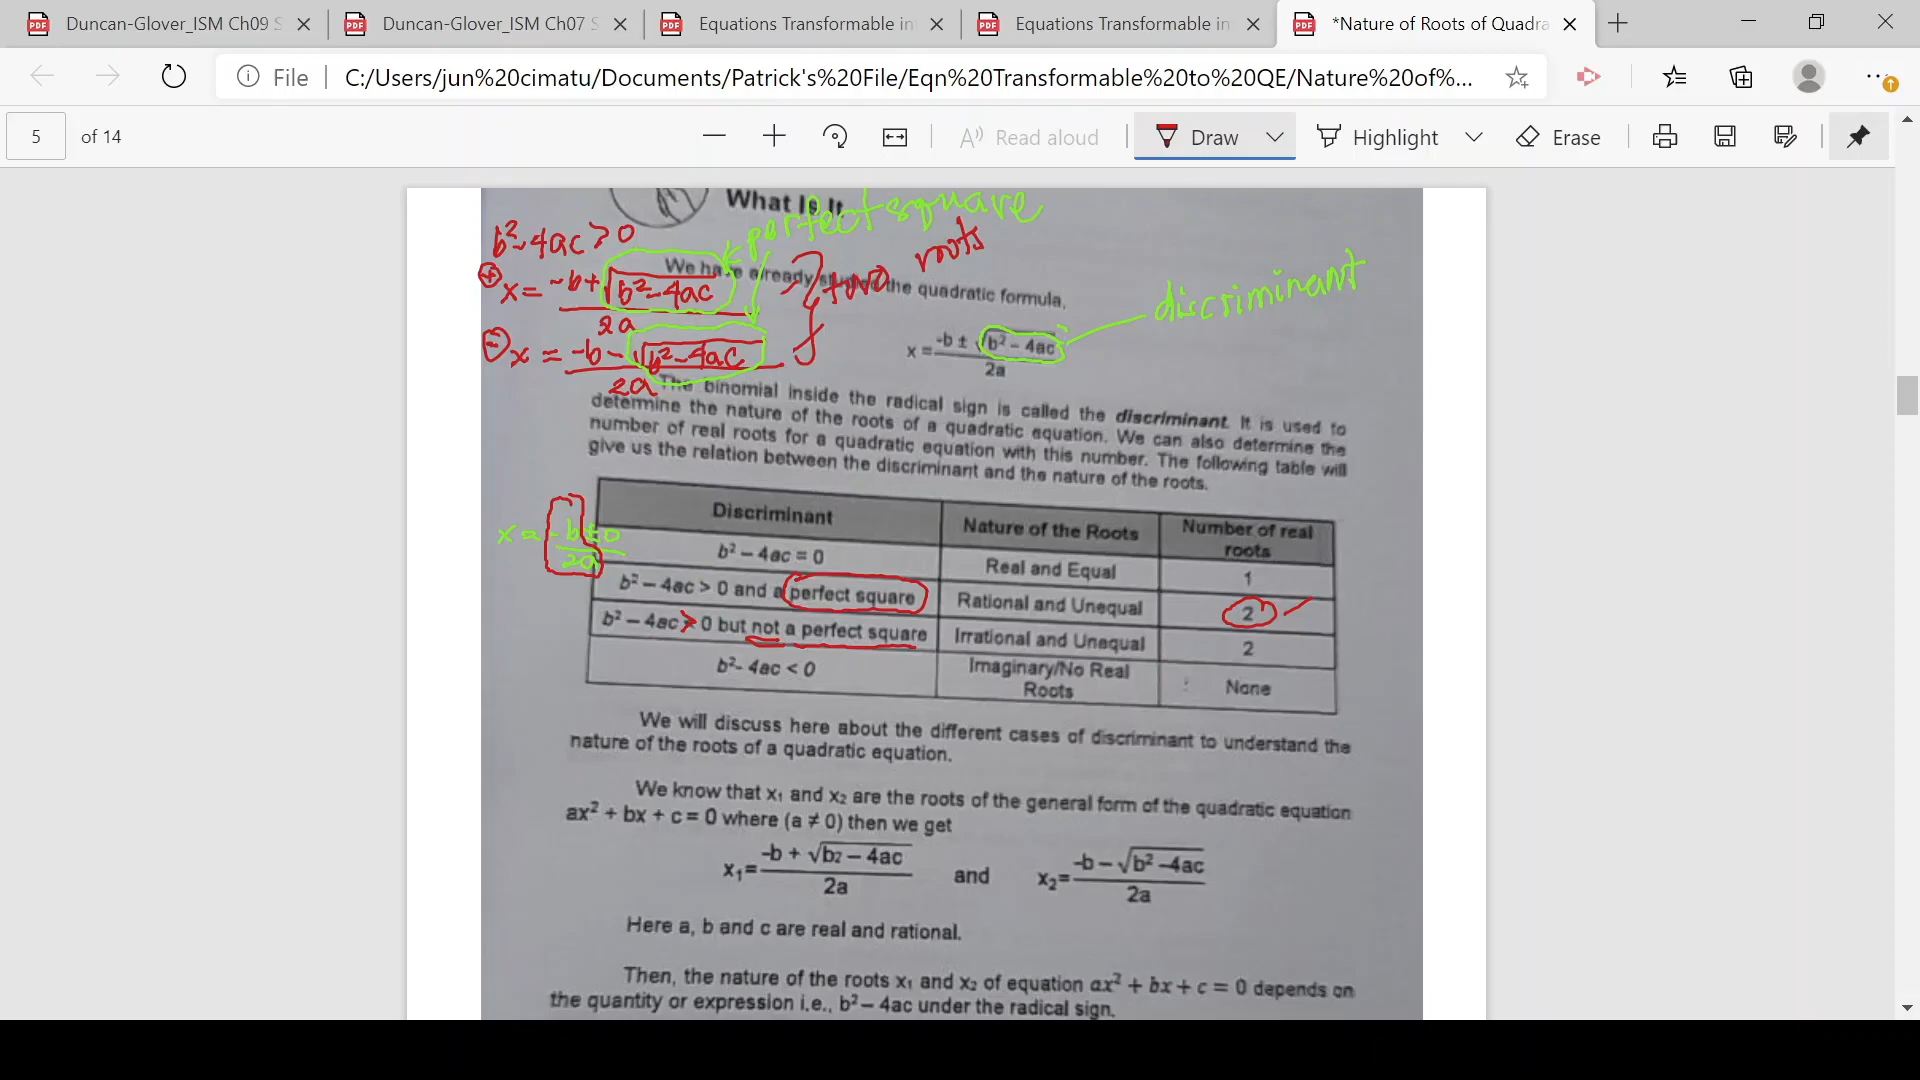 Duncan-Glover_ISM Ch09 S
Duncan-Glover_ISM Ch07 S
Equations Transformable in
Equations Transformable in
*Nature of Roots of Quadra
File
C:/Users/jun%20cimatu/Documents/Patrick's%20File/Eqn%20Transformable%20to%20QE/Nature%20of%...
5 of 14
Read aloud
Draw
Highlight
Erase
What Is It
perfect square
b²-4ac > 0
two roots
We have already studied the quadratic formula,
⊕ x = -b + √b²-4ac
2a
discriminant
⊖ x = -b - √b²-4ac
2a
x = -b ± √b² – 4ac
2a
The binomial inside the radical sign is called the discriminant. It is used to
determine the nature of the roots of a quadratic equation. We can also determine the
number of real roots for a quadratic equation with this number. The following table will
give us the relation between the discriminant and the nature of the roots.
x = -b ± 0
2a
Discriminant Nature of the Roots Number of real roots
b² – 4ac = 0 Real and Equal 1
b² – 4ac > 0 and a perfect square Rational and Unequal 2
b² – 4ac > 0 but not a perfect square Irrational and Unequal 2
b²- 4ac < 0 Imaginary/No Real Roots None
We will discuss here about the different cases of discriminant to understand the
nature of the roots of a quadratic equation.
We know that x₁ and x₂ are the roots of the general form of the quadratic equation
ax² + bx + c = 0 where (a ≠ 0) then we get
x₁= -b + √b2 – 4ac
2a
and
x₂= -b – √b² –4ac
2a
Here a, b and c are real and rational.
Then, the nature of the roots x₁ and x₂ of equation ax² + bx + c = 0 depends on
the quantity or expression i.e., b² – 4ac under the radical sign.